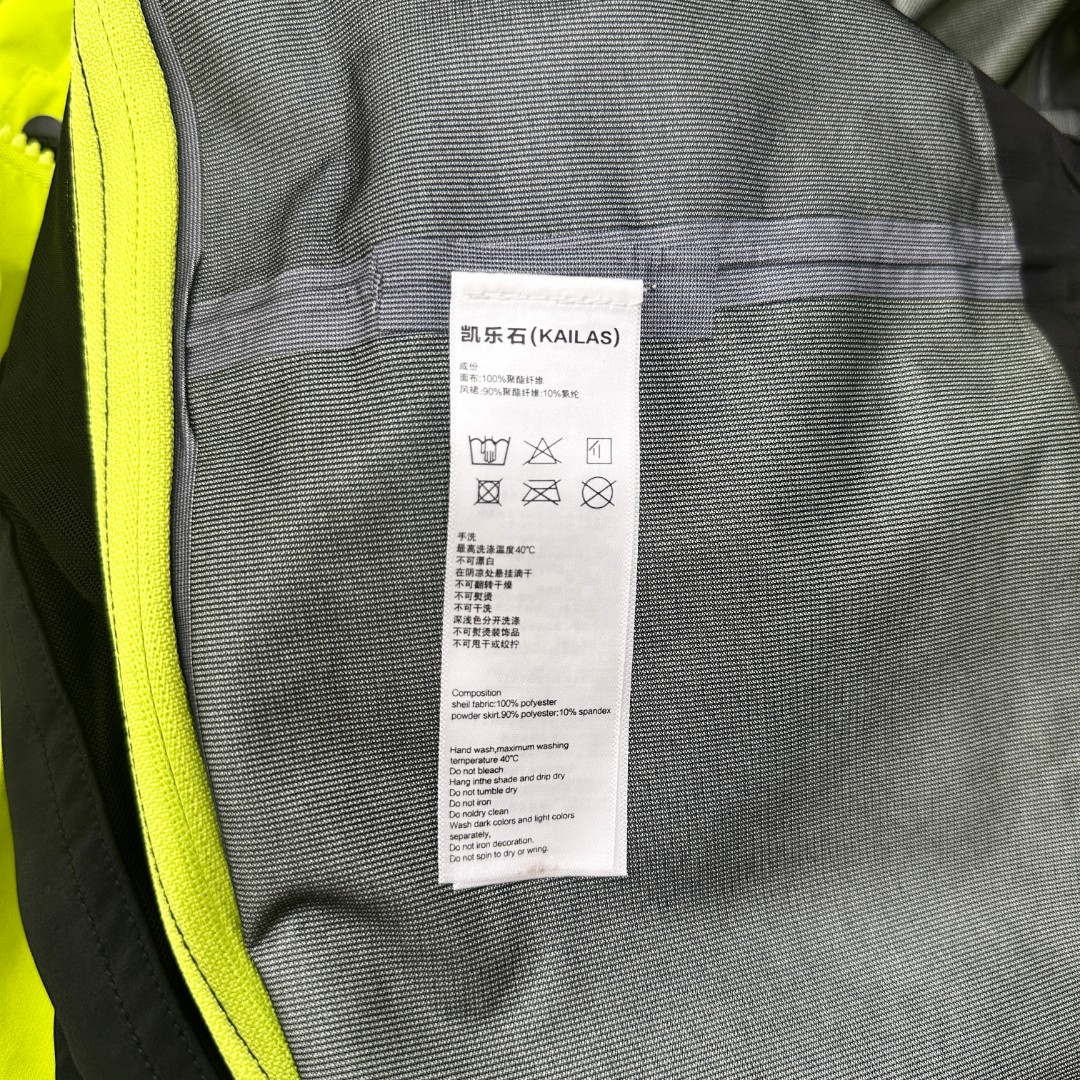 凯乐石(KAILAS)
成份
面布:100%聚酯纤维
风裙:90%聚酯纤维:10%氨纶
手洗
最高洗涤温度40℃
不可漂白
在阴凉处悬挂滴干
不可翻转干燥
不可熨烫
不可干洗
深浅色分开洗涤
不可熨烫装饰品
不可甩干或绞拧
Composition
sheil fabric:100% polyester
powder skirt.90% polyester:10% spandex
Hand wash,maximum washing
temperature 40℃
Do not bleach
Hang inthe shade and drip dry
Do not tumble dry
Do not iron
Do noldry clean
Wash dark colors and light colors
separately,
Do not iron decoration.
Do not spin to dry or wring.